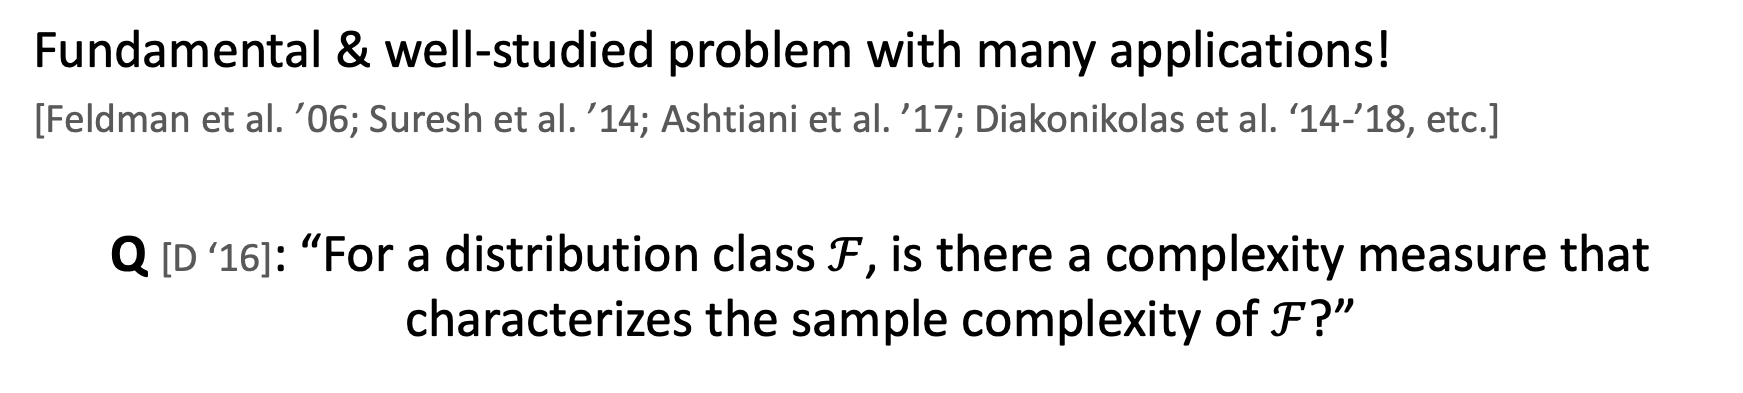 Fundamental & well-studied problem with many applications!
[Feldman et al. ’06; Suresh et al. ’14; Ashtiani et al. ’17; Diakonikolas et al. ‘14-’18, etc.]
Q [D ‘16]: “For a distribution class ℱ, is there a complexity measure that
characterizes the sample complexity of ℱ?”